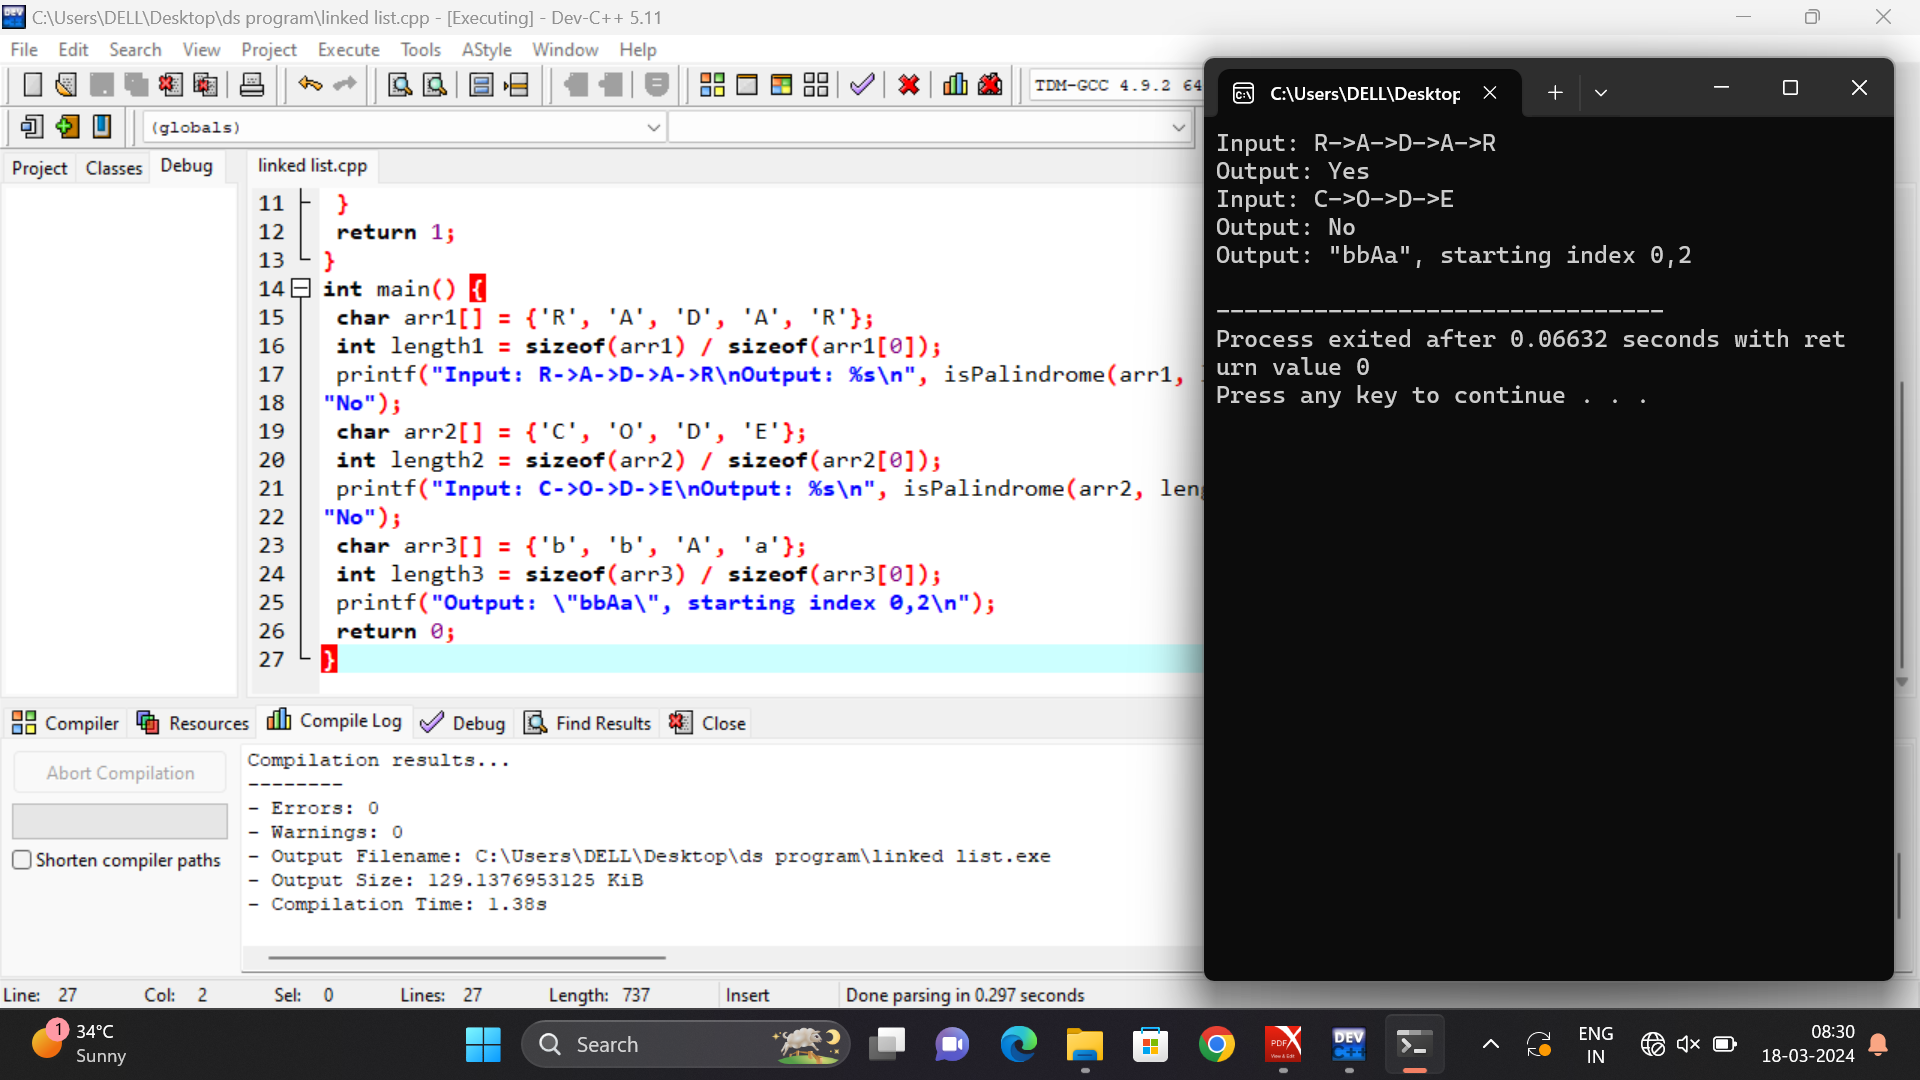 C:\Users\DELL\Desktop\ds program\linked list.cpp - [Executing] - Dev-C++ 5.11
File Edit Search View Project Execute Tools AStyle Window Help
TDM-GCC 4.9.2 64
(globals)
Project Classes Debug
linked list.cpp
11 }
12 return 1;
13 }
14 int main() {
15 char arr1[] = {'R', 'A', 'D', 'A', 'R'};
16 int length1 = sizeof(arr1) / sizeof(arr1[0]);
17 printf("Input: R->A->D->A->R\nOutput: %s\n", isPalindrome(arr1,
18 "No");
19 char arr2[] = {'C', 'O', 'D', 'E'};
20 int length2 = sizeof(arr2) / sizeof(arr2[0]);
21 printf("Input: C->O->D->E\nOutput: %s\n", isPalindrome(arr2, len
22 "No");
23 char arr3[] = {'b', 'b', 'A', 'a'};
24 int length3 = sizeof(arr3) / sizeof(arr3[0]);
25 printf("Output: \"bbAa\", starting index 0,2\n");
26 return 0;
27 }
C:\Users\DELL\Desktop
Input: R->A->D->A->R
Output: Yes
Input: C->O->D->E
Output: No
Output: "bbAa", starting index 0,2
--------------------------------
Process exited after 0.06632 seconds with ret
urn value 0
Press any key to continue . . .
Compiler Resources Compile Log Debug Find Results Close
Abort Compilation
Shorten compiler paths
Compilation results...
--------
- Errors: 0
- Warnings: 0
- Output Filename: C:\Users\DELL\Desktop\ds program\linked list.exe
- Output Size: 129.1376953125 KiB
- Compilation Time: 1.38s
Line: 27 Col: 2 Sel: 0 Lines: 27 Length: 737 Insert Done parsing in 0.297 seconds
1
34°C
Sunny
Search
PDF
DEV
C++
ENG
IN
08:30
18-03-2024